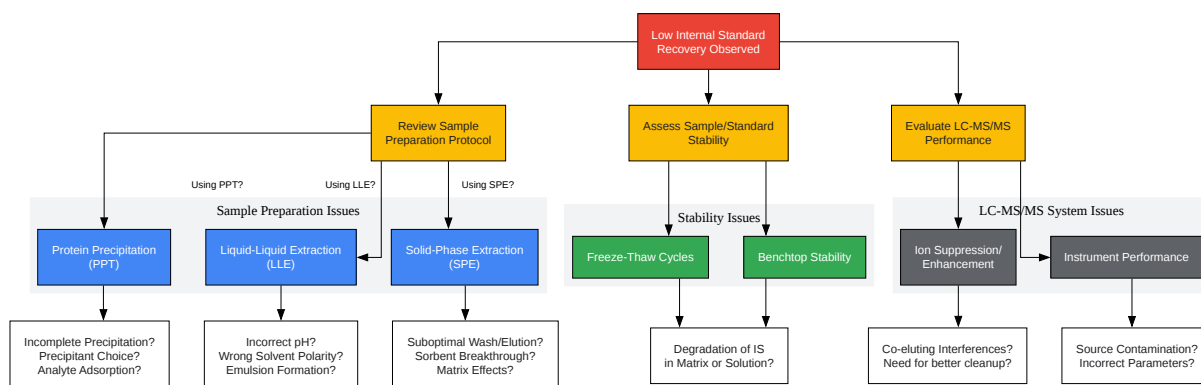 Low Internal Standard
Recovery Observed
Review Sample
Preparation Protocol
Assess Sample/Standard
Stability
Evaluate LC-MS/MS
Performance
Using PPT?
Using LLE?
Using SPE?
Sample Preparation Issues
Stability Issues
LC-MS/MS System Issues
Protein Precipitation
(PPT)
Liquid-Liquid Extraction
(LLE)
Solid-Phase Extraction
(SPE)
Freeze-Thaw Cycles
Benchtop Stability
Ion Suppression/
Enhancement
Instrument Performance
Incomplete Precipitation?
Precipitant Choice?
Analyte Adsorption?
Incorrect pH?
Wrong Solvent Polarity?
Emulsion Formation?
Suboptimal Wash/Elution?
Sorbent Breakthrough?
Matrix Effects?
Degradation of IS
in Matrix or Solution?
Co-eluting Interferences?
Need for better cleanup?
Source Contamination?
Incorrect Parameters?